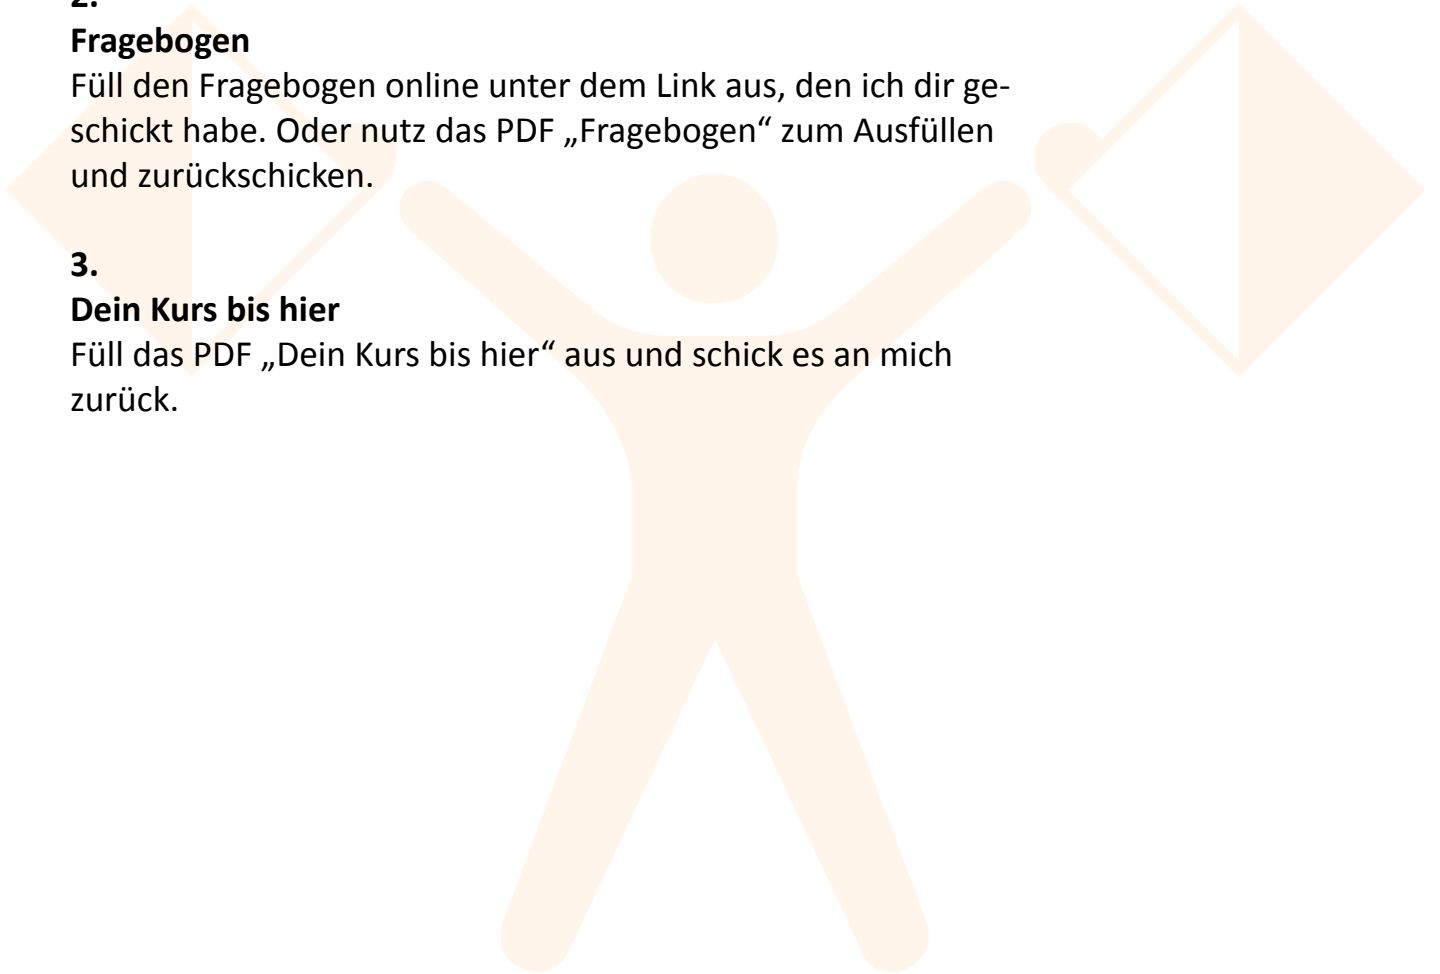 2.
Fragebogen
Füll den Fragebogen online unter dem Link aus, den ich dir ge-
schickt habe. Oder nutz das PDF „Fragebogen“ zum Ausfüllen
und zurückschicken.
3.
Dein Kurs bis hier
Füll das PDF „Dein Kurs bis hier“ aus und schick es an mich
zurück.